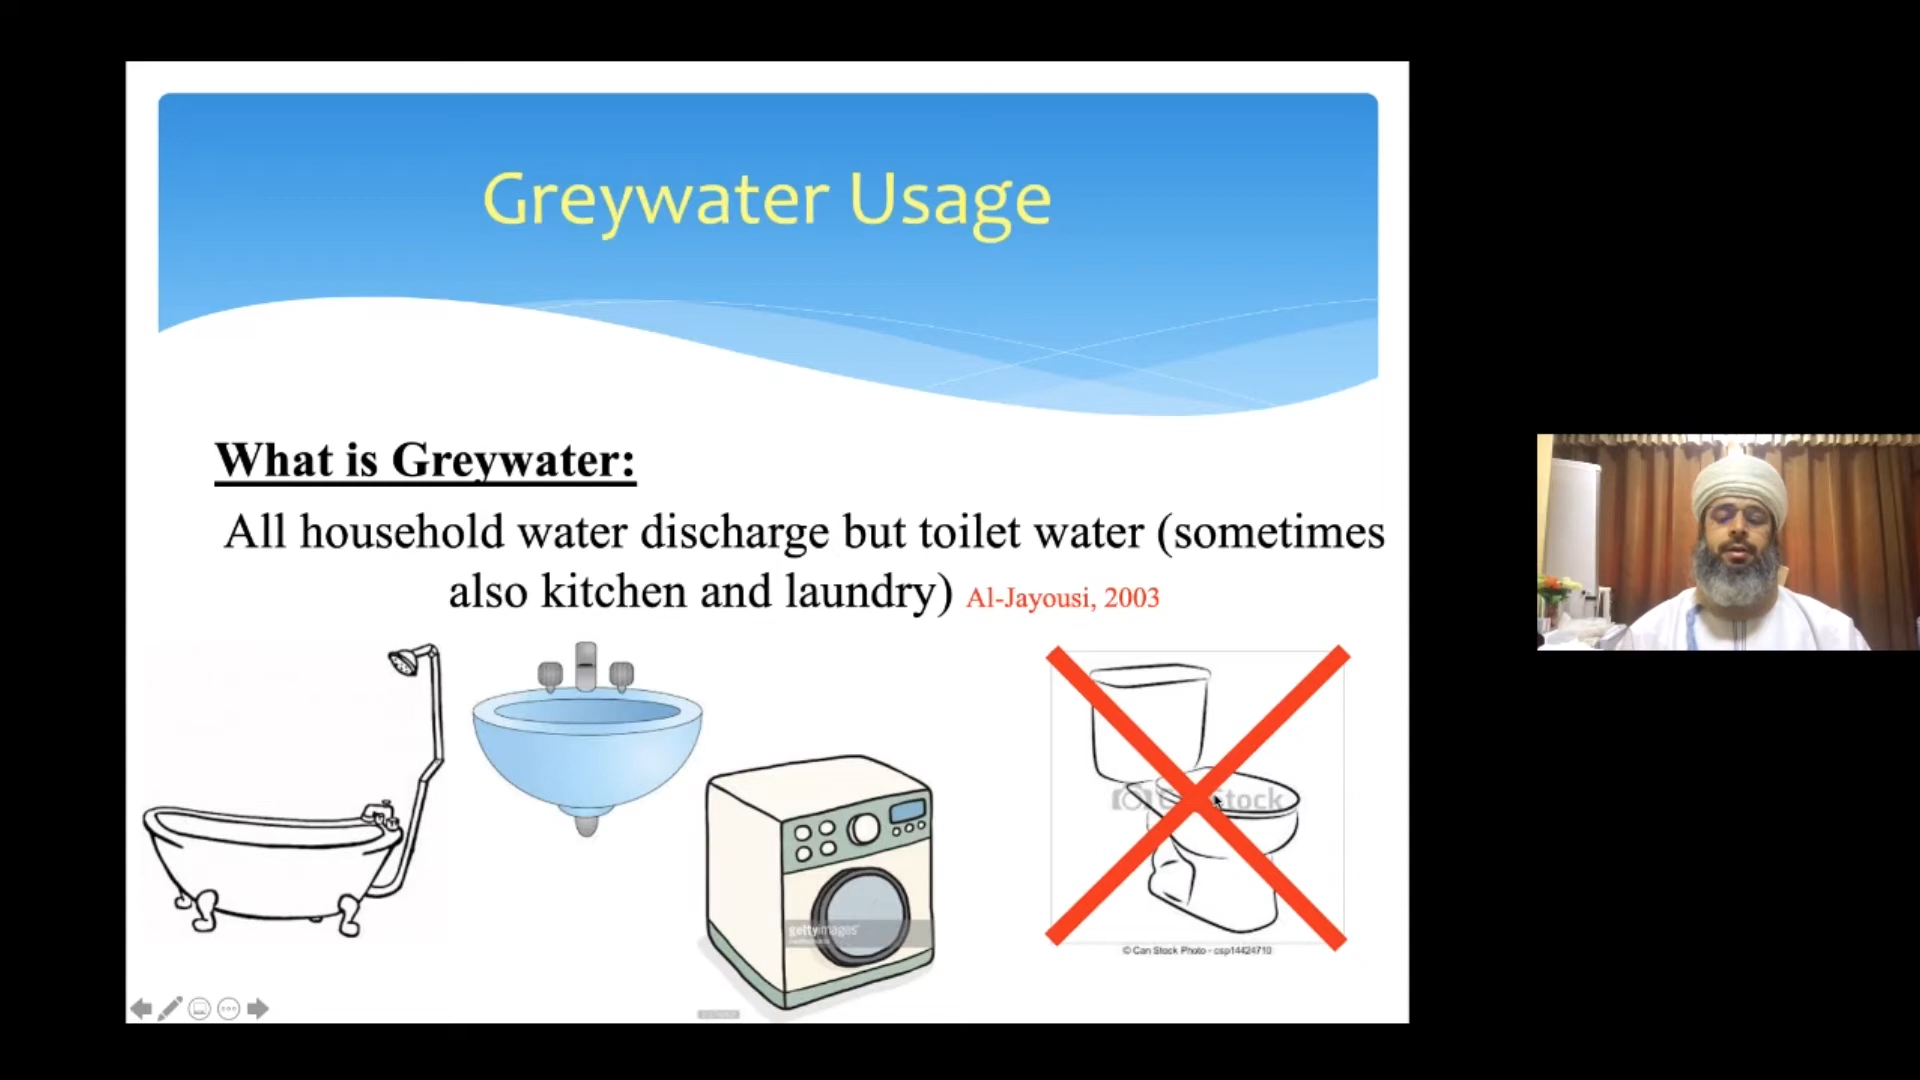 Greywater Usage
What is Greywater:
All household water discharge but toilet water (sometimes
also kitchen and laundry) Al-Jayousi, 2003
gettyimages
© Can Stock Photo - csp14424710